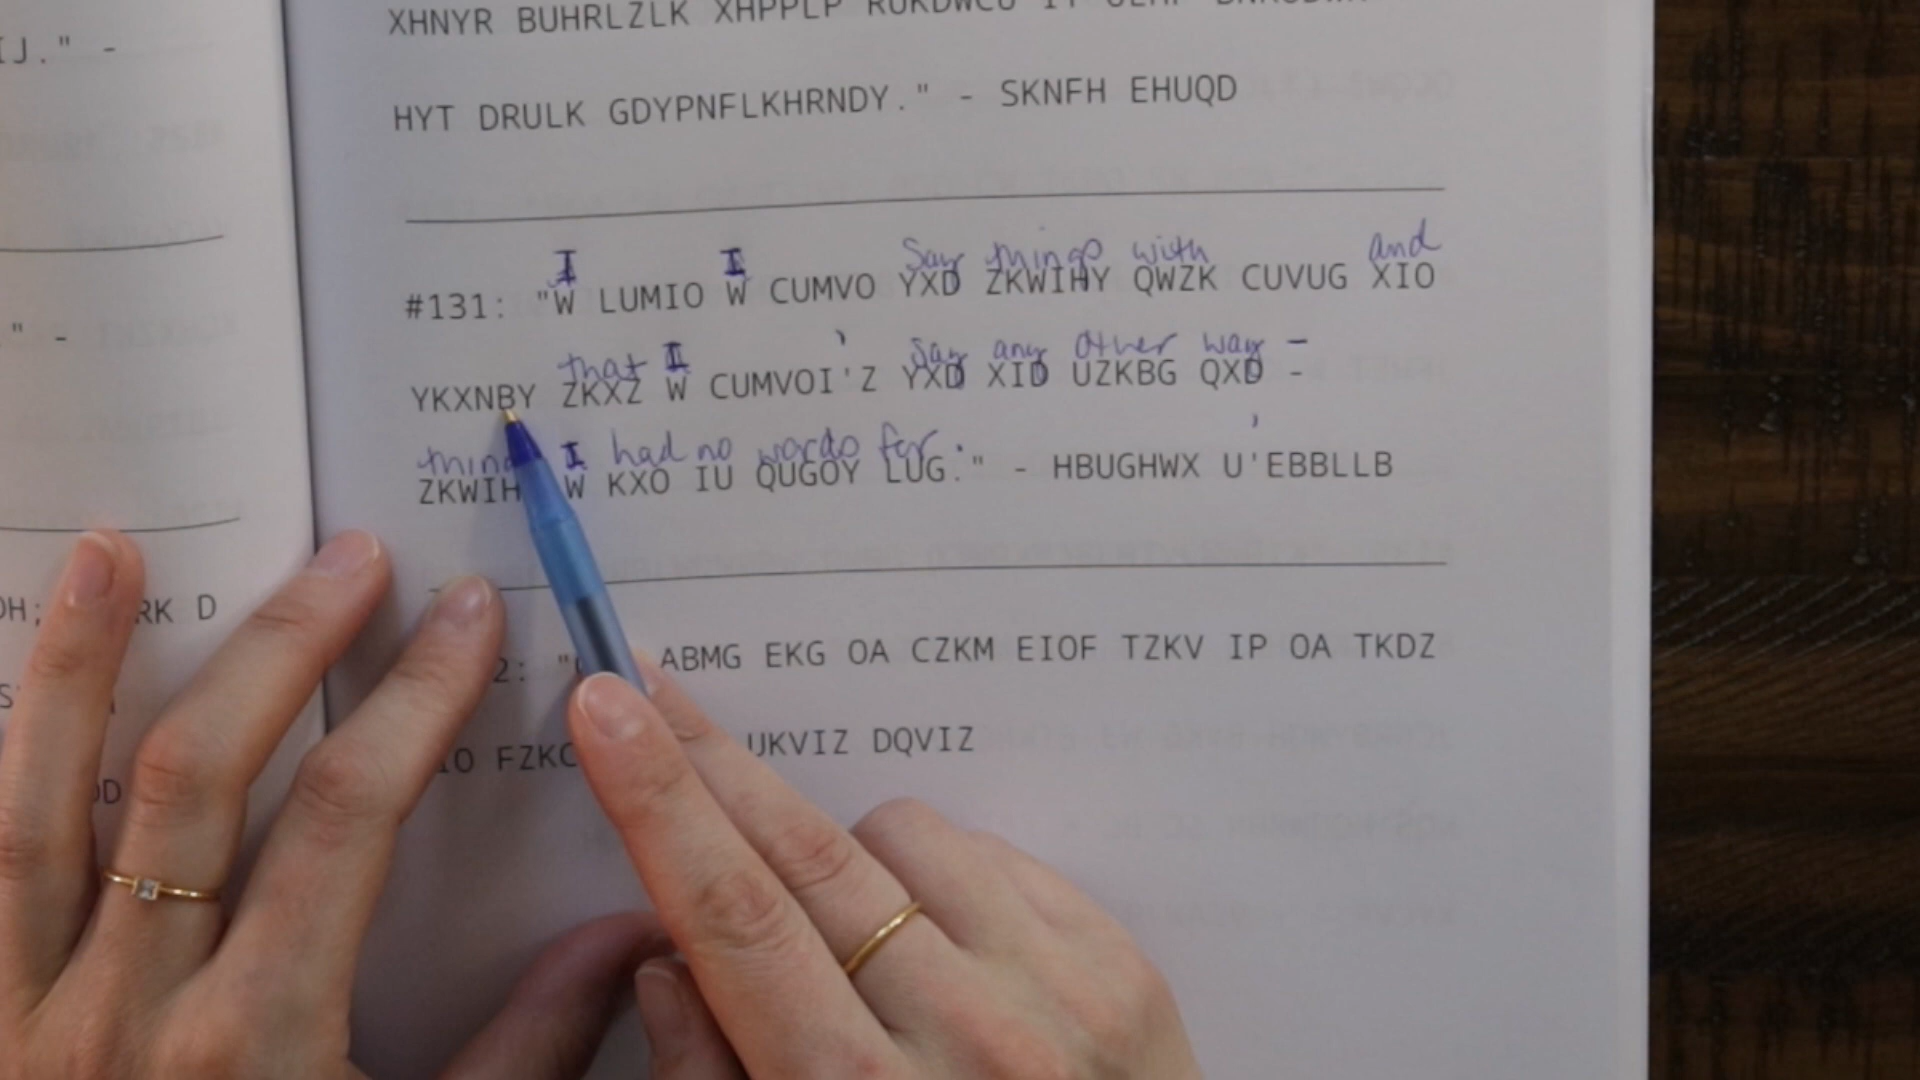 IJ." -
XHNYR BUHRLZLK XHPPLP
HYT DRULK GDYPNFLKHRNDY." - SKNFH EHUQD
I I Say things with and
#131: "W LUMIO W CUMVO YXD ZKWIHY QWZK CUVUG XIO
that I ' Say any other way -
YKXNBY ZKXZ W CUMVOI'Z YXD XID UZKBG QXD -
I had no words for . '
ZKWIH W KXO IU QUGOY LUG." - HBUGHWX U'EBBLLB
" -
RK D
ABMG EKG OA CZKM EIOF TZKV IP OA TKDZ
UKVIZ DQVIZ